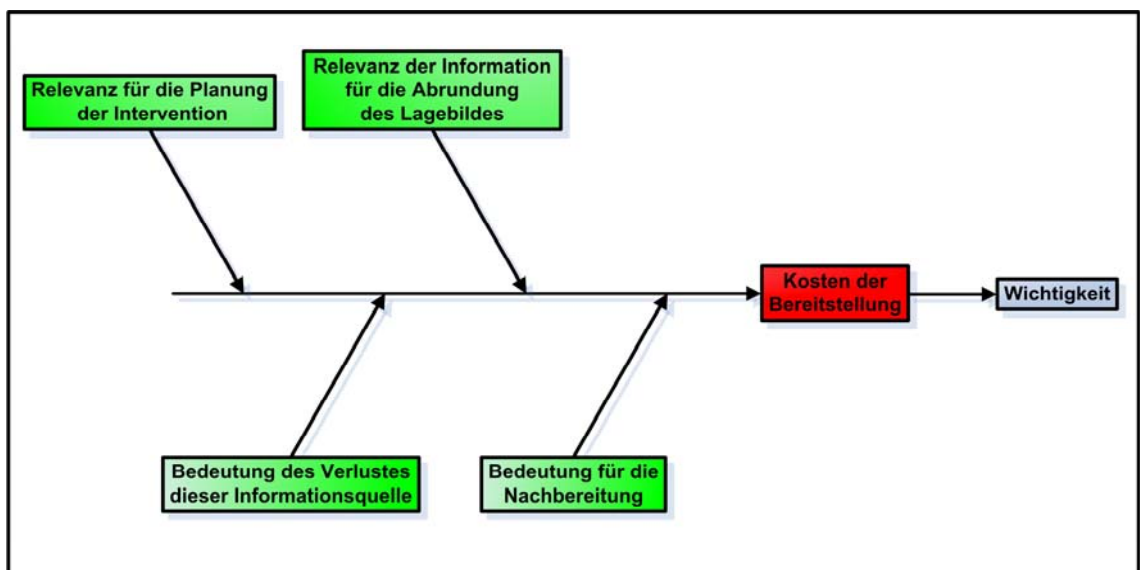 Relevanz für die Planung
der Intervention
Relevanz der Information
für die Abrundung
des Lagebildes
Kosten der
Bereitstellung
Wichtigkeit
Bedeutung des Verlustes
dieser Informationsquelle
Bedeutung für die
Nachbereitung